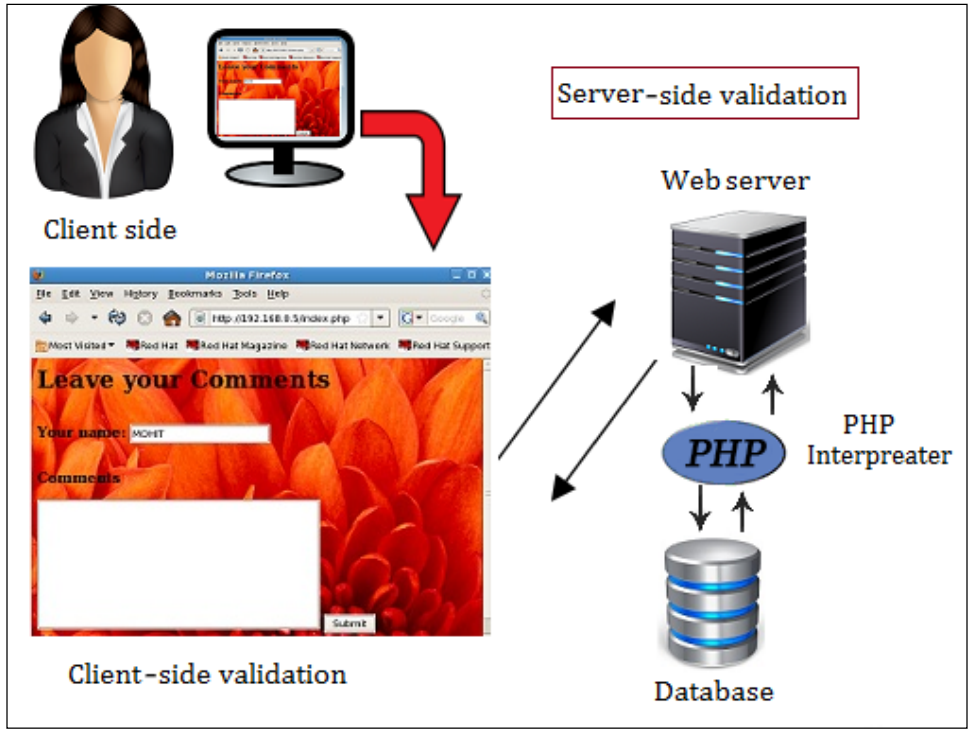 Server-side validation
Client side
Web server
Mozilla Firefox
File Edit View History Bookmarks Tools Help
http://192.168.0.5/index.php
Google
Most Visited Red Hat Red Hat Magazine Red Hat Network Red Hat Support
Leave your Comments
Your name: MOHIT
Comments
Submit
PHP
PHP
Interpreater
Client-side validation
Database